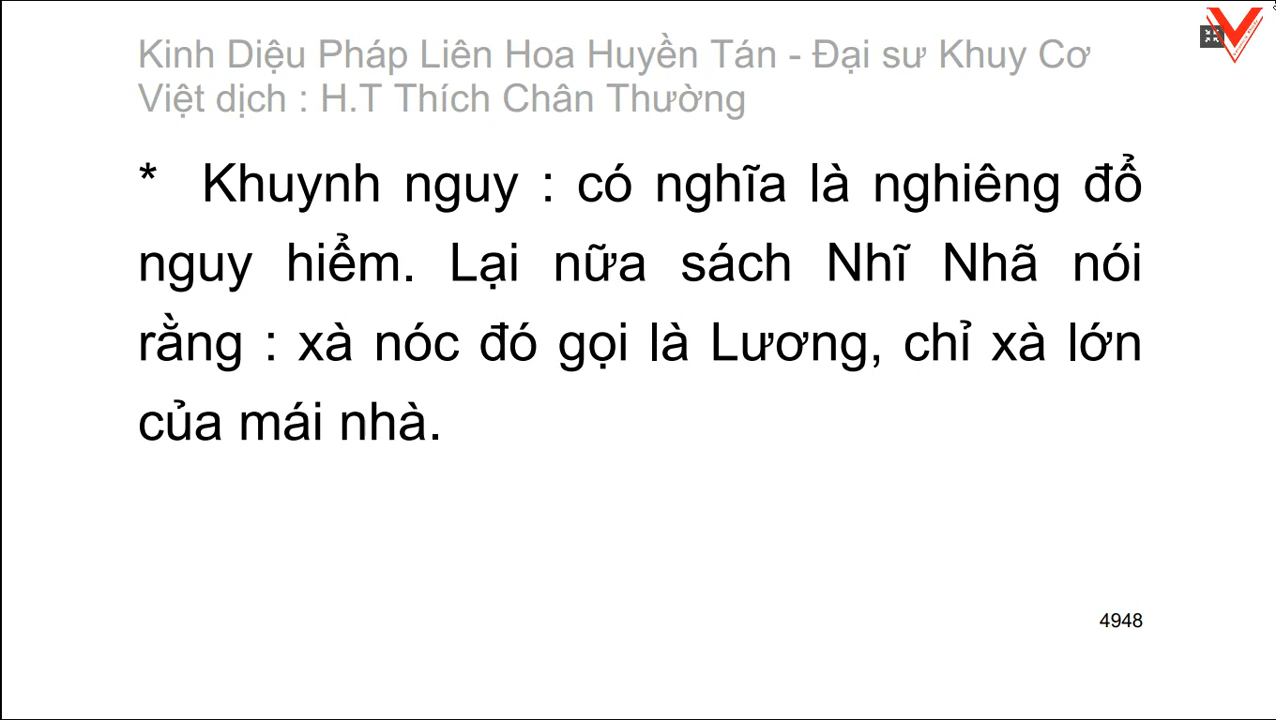 Kinh Diệu Pháp Liên Hoa Huyền Tán - Đại sư Khuy Cơ
Việt dịch : H.T Thích Chân Thường
* Khuynh nguy : có nghĩa là nghiêng đổ
nguy hiểm. Lại nữa sách Nhĩ Nhã nói
rằng : xà nóc đó gọi là Lương, chỉ xà lớn
của mái nhà.
4948